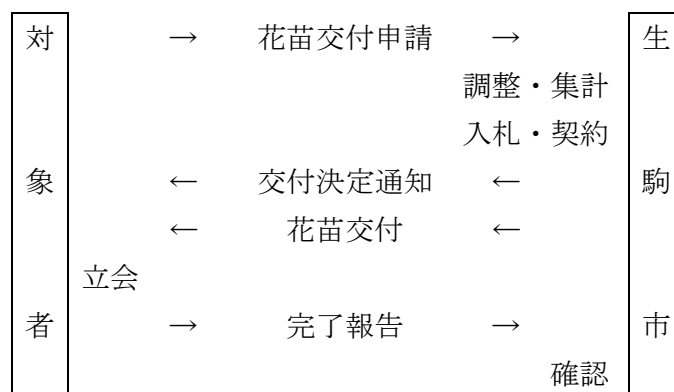 対 → 花苗交付申請 → 生
調整・集計
入札・契約
象 ← 交付決定通知 ← 駒
← 花苗交付 ←
立会
者 → 完了報告 → 市
確認